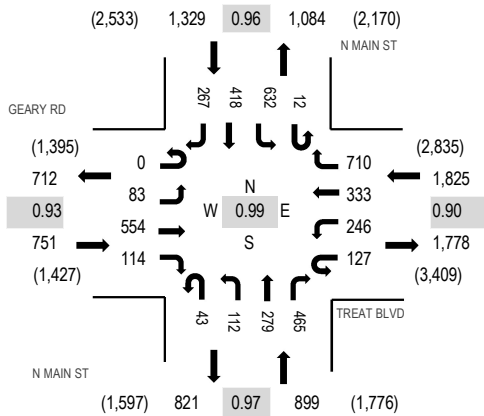 (2,533) 1,329 0.96 1,084 (2,170)
N MAIN ST
267 418 632 12
GEARY RD
(1,395) 0 710 (2,835)
712 83 333 1,825
0.93 N W 0.99 E S 0.90
751 554 246 1,778
(1,427) 114 127 (3,409)
43 112 279 465
TREAT BLVD
N MAIN ST
(1,597) 821 0.97 899 (1,776)